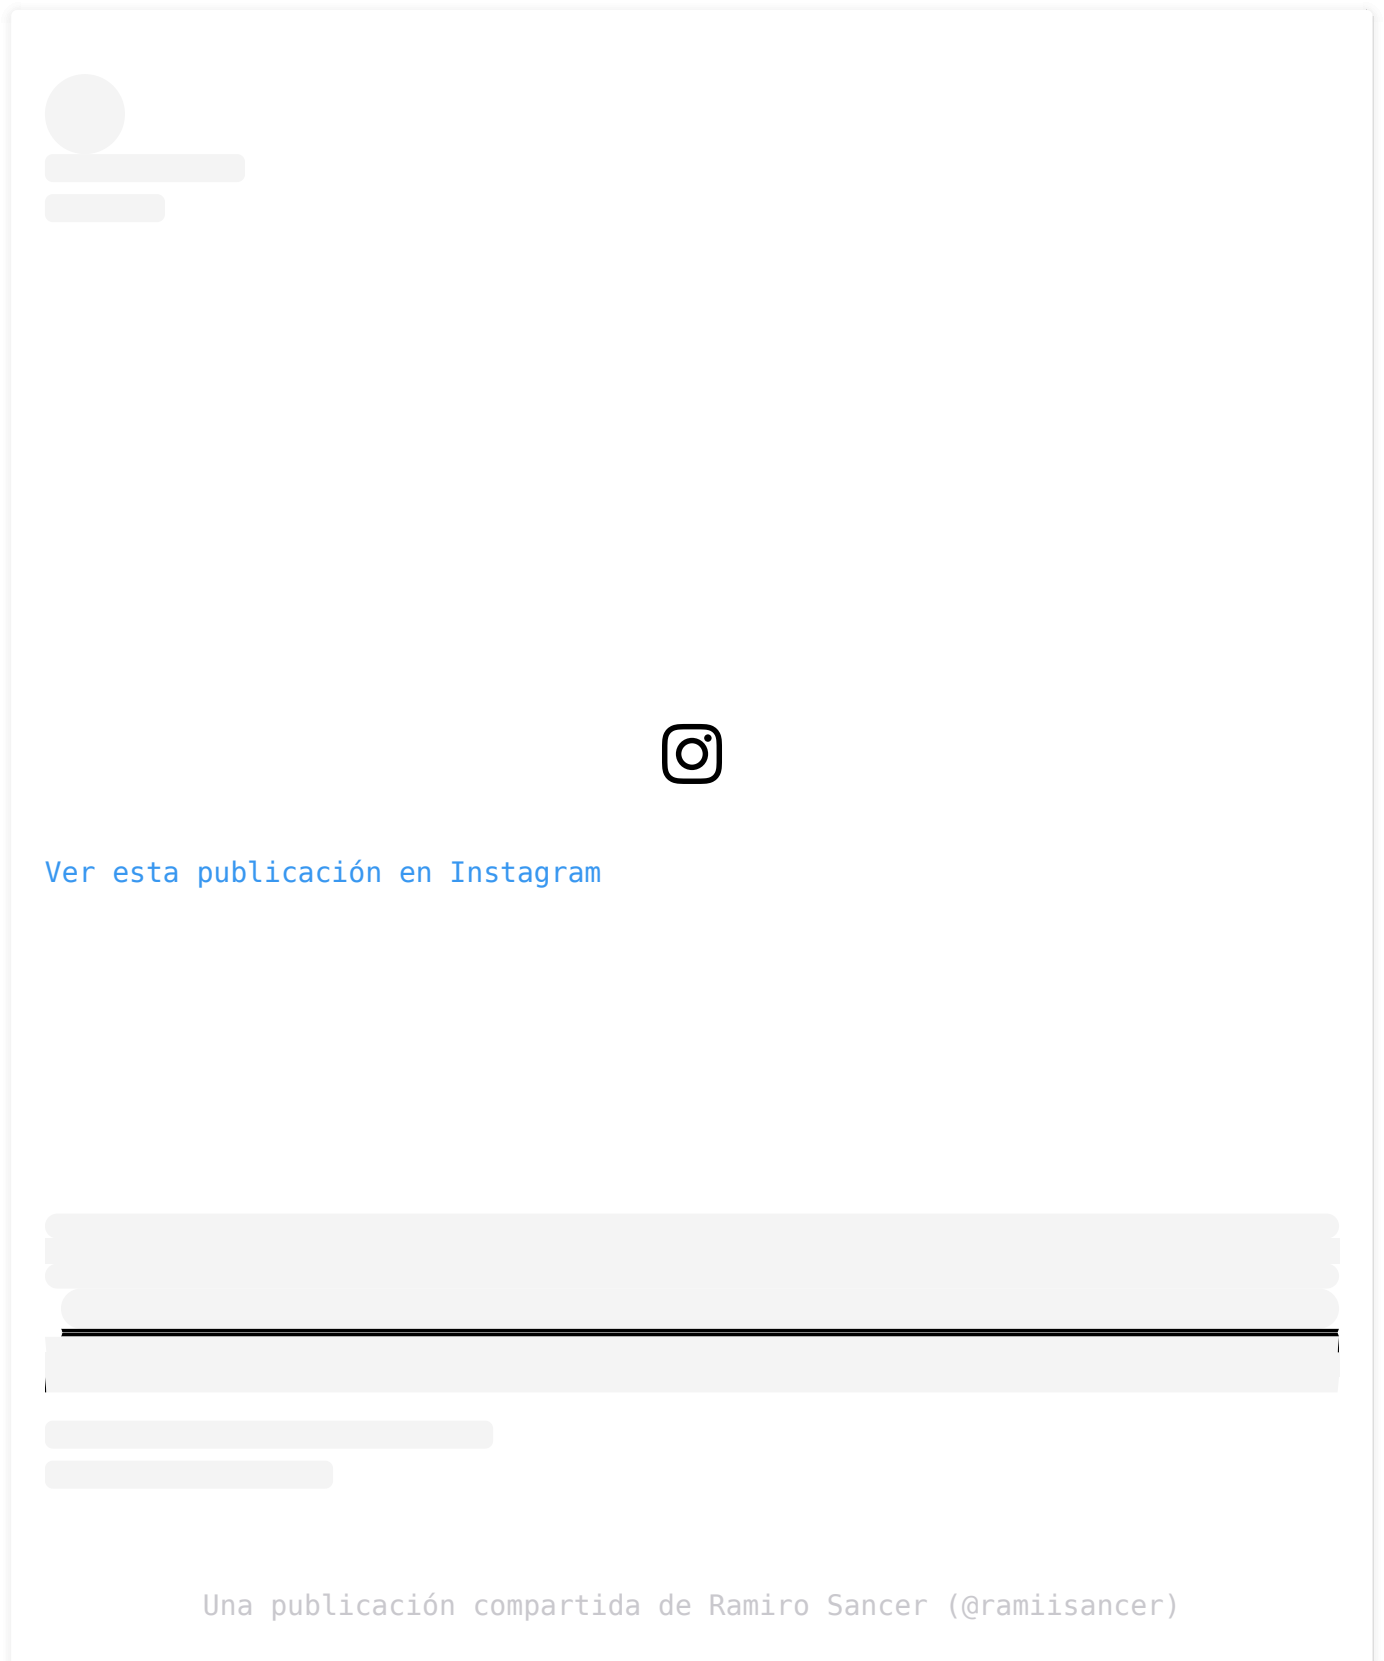 Ver esta publicación en Instagram
Una publicación compartida de Ramiro Sancer (@ramiisancer)